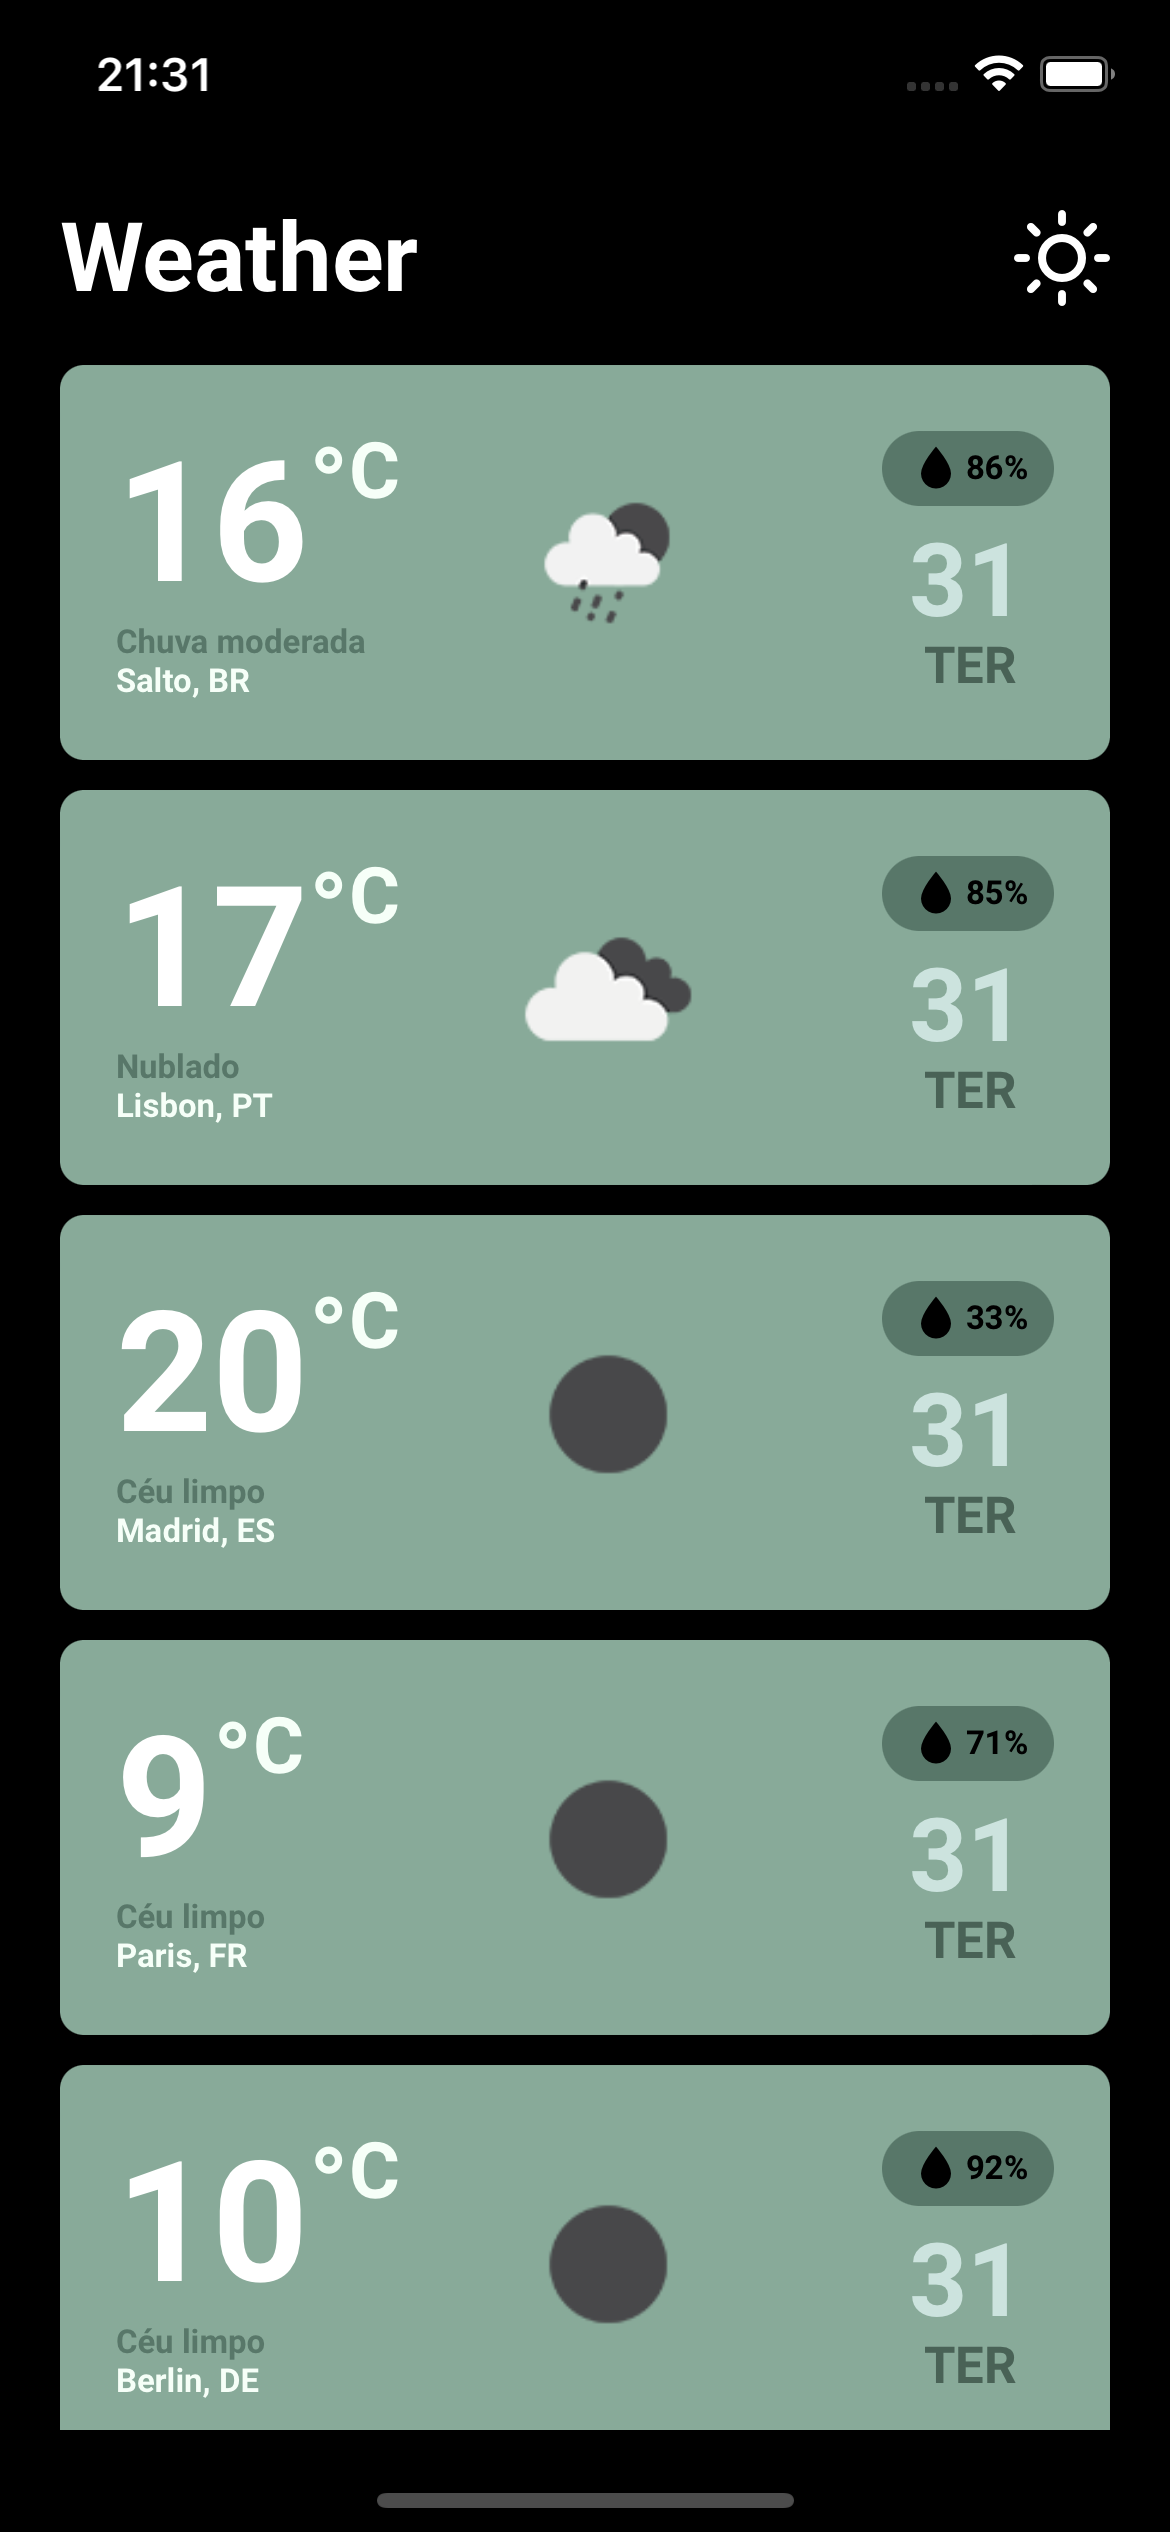 21:31
Weather
16°C
86%
31
TER
Chuva moderada
Salto, BR
17°C
85%
31
TER
Nublado
Lisbon, PT
20°C
33%
31
TER
Céu limpo
Madrid, ES
9°C
71%
31
TER
Céu limpo
Paris, FR
10°C
92%
31
TER
Céu limpo
Berlin, DE